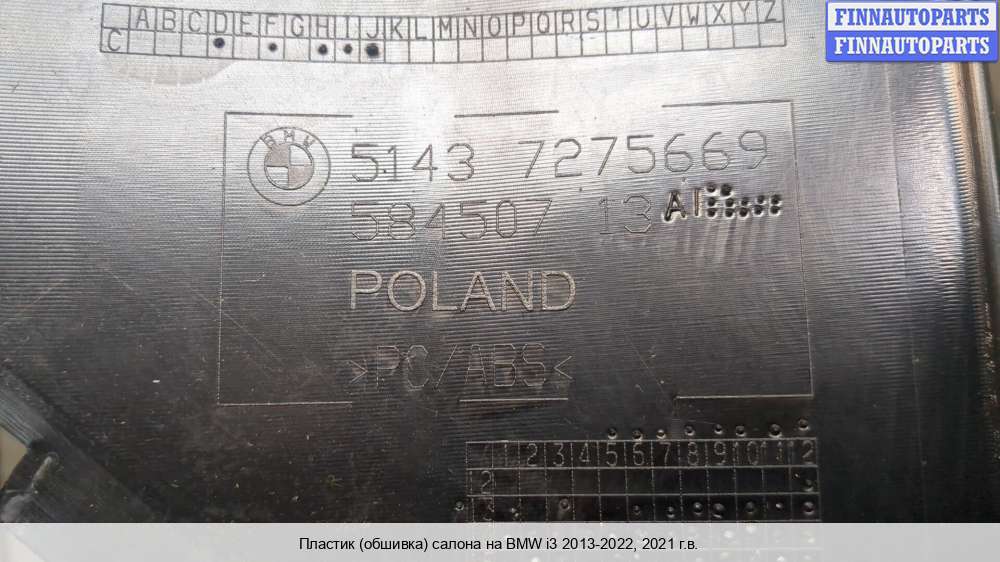 FINNAUTOPARTS
FINNAUTOPARTS
A B C D E F G H I J K L M N O P Q R S T U V W X Y Z
C
BMW
5143 7275669
584507 13 AI
POLAND
>PC/ABS<
1 2 3 4 5 6 7 8 9 10 11 12
2
Пластик (обшивка) салона на BMW i3 2013-2022, 2021 г.в.